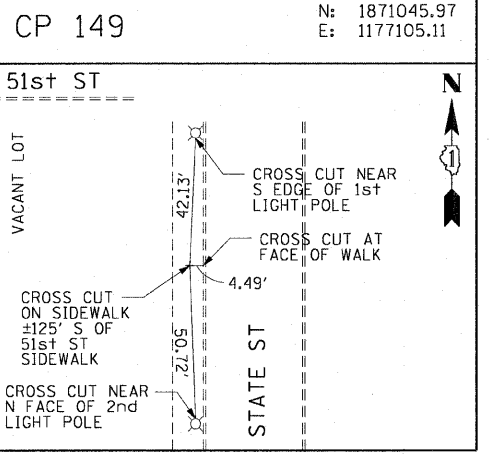 CP 149
N: 1871045.97
E: 1177105.11
51st ST
N
VACANT LOT
42.13'
CROSS CUT NEAR
S EDGE OF 1st
LIGHT POLE
CROSS CUT AT
FACE OF WALK
4.49'
CROSS CUT
ON SIDEWALK
±125' S OF
51st ST
SIDEWALK
50.72'
STATE ST
CROSS CUT NEAR
N FACE OF 2nd
LIGHT POLE